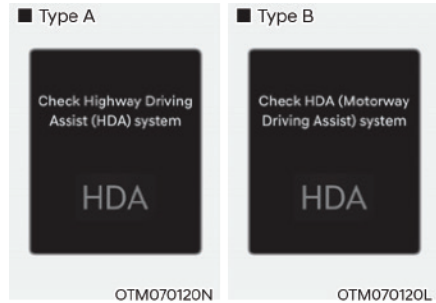 ■ Type A
Check Highway Driving
Assist (HDA) system
HDA
OTM070120N
■ Type B
Check HDA (Motorway
Driving Assist) system
HDA
OTM070120L